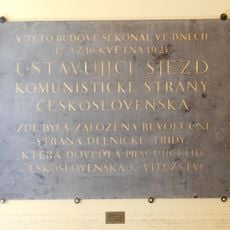 V TÉTO BUDOVĚ SE KONAL VE DNECH
14. AŽ 16. KVĚTNA 1921
USTAVUJÍCÍ SJEZD
KOMUNISTICKÉ STRANY
ČESKOSLOVENSKA
ZDE BYLA ZALOŽENA REVOLUČNÍ
STRANA DĚLNICKÉ TŘÍDY,
KTERÁ DOVEDLA PRACUJÍCÍ LID
ČESKOSLOVENSKA K VÍTĚZSTVÍ